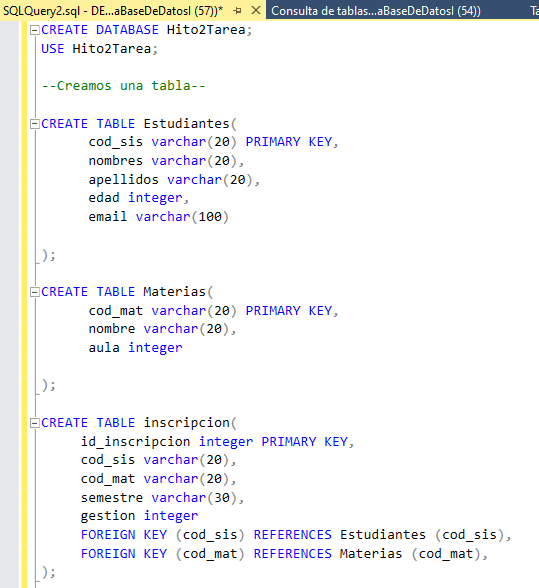 SQLQuery2.sql - DE...aBaseDeDatosI (57))* Consulta de tablas...aBaseDeDatosI (54)) Ta
CREATE DATABASE Hito2Tarea;
USE Hito2Tarea;
--Creamos una tabla--
CREATE TABLE Estudiantes(
cod_sis varchar(20) PRIMARY KEY,
nombres varchar(20),
apellidos varchar(20),
edad integer,
email varchar(100)
);
CREATE TABLE Materias(
cod_mat varchar(20) PRIMARY KEY,
nombre varchar(20),
aula integer
);
CREATE TABLE inscripcion(
id_inscripcion integer PRIMARY KEY,
cod_sis varchar(20),
cod_mat varchar(20),
semestre varchar(30),
gestion integer
FOREIGN KEY (cod_sis) REFERENCES Estudiantes (cod_sis),
FOREIGN KEY (cod_mat) REFERENCES Materias (cod_mat),
);